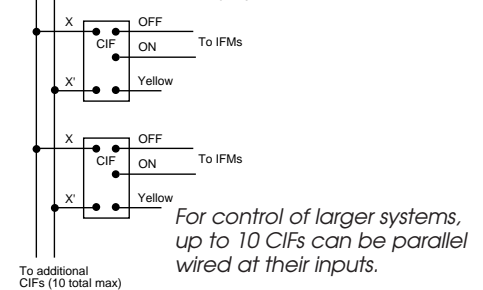 X OFF
CIF ON To IFMs
X' Yellow
X OFF
CIF ON To IFMs
X' Yellow
For control of larger systems,
up to 10 CIFs can be parallel
wired at their inputs.
To additional
CIFs (10 total max)